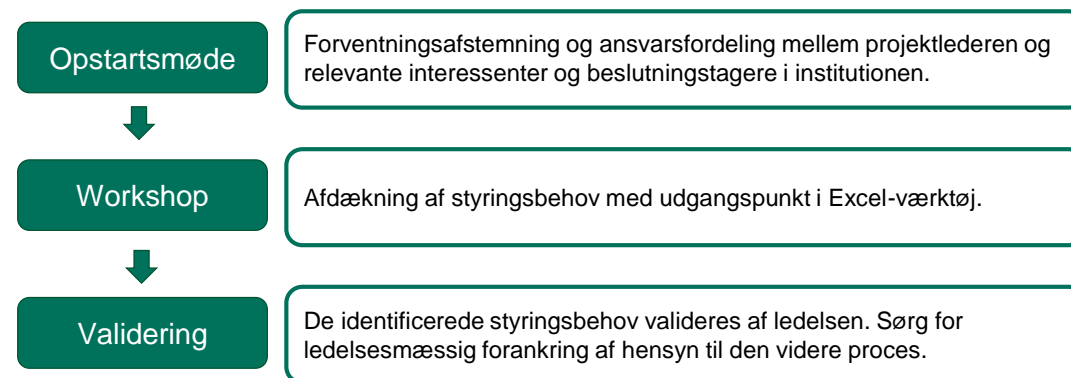 Opstartsmøde
Forventningsafstemning og ansvarsfordeling mellem projektlederen og
relevante interessenter og beslutningstagere i institutionen.
Workshop
Afdækning af styringsbehov med udgangspunkt i Excel-værktøj.
Validering
De identificerede styringsbehov valideres af ledelsen. Sørg for
ledelsesmæssig forankring af hensyn til den videre proces.